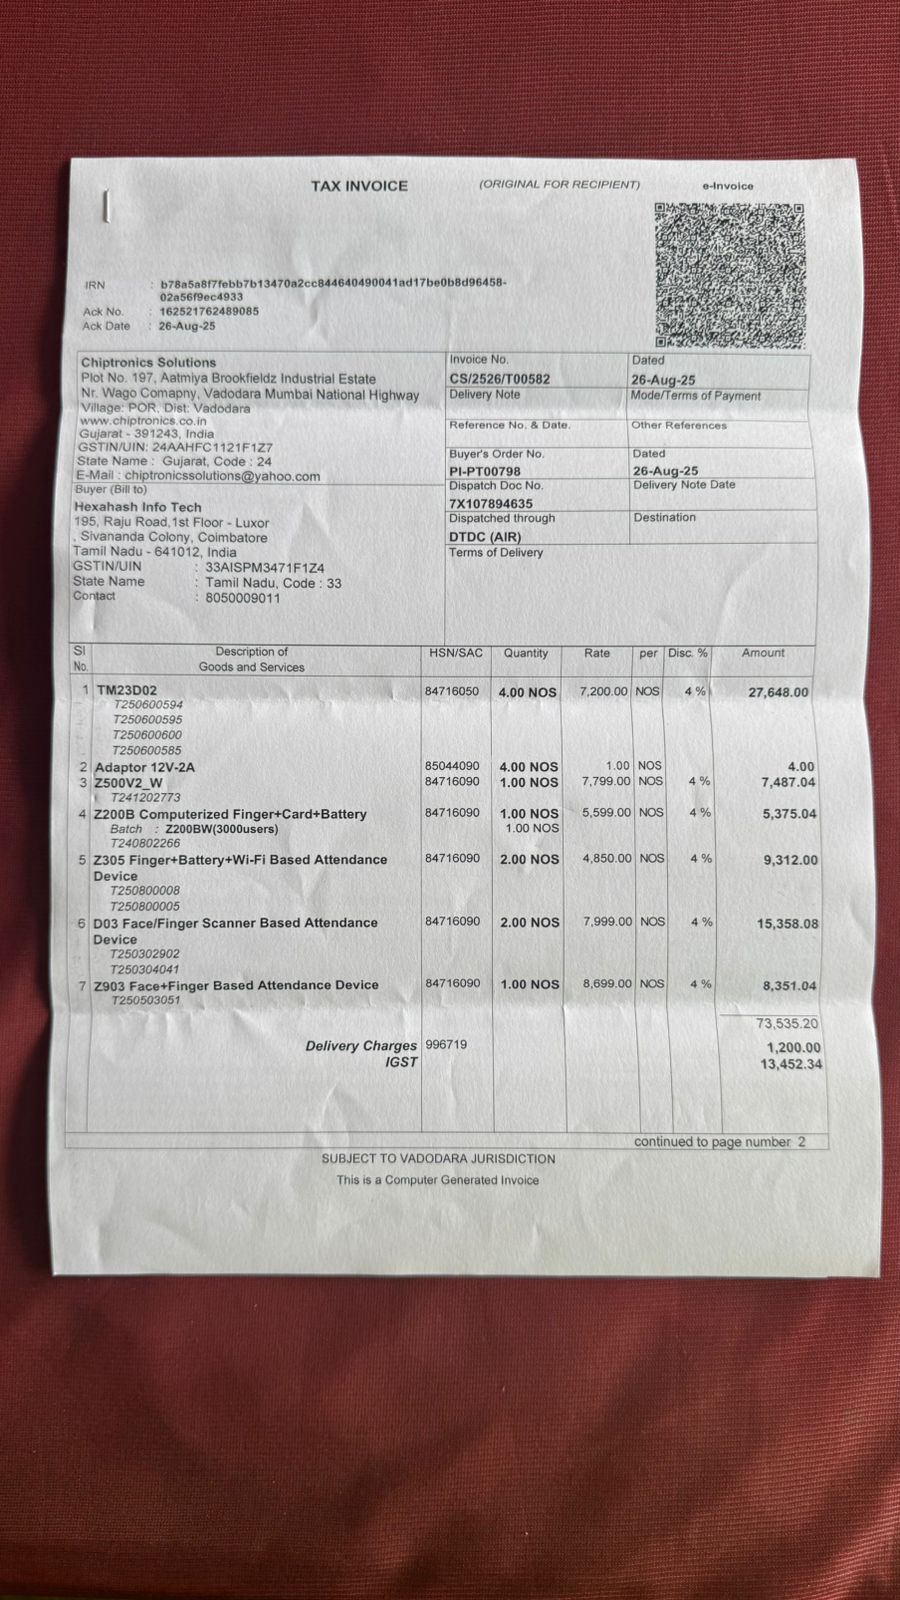 TAX INVOICE (ORIGINAL FOR RECIPIENT) e-Invoice
IRN : b78a5a8f7febb7b13470a2cc844640490041ad17be0b8d96458-
02a56f9ec4933
Ack No. : 162521762489085
Ack Date : 26-Aug-25
Chiptronics Solutions
Plot No. 197, Aatmiya Brookfieldz Industrial Estate
Nr. Wago Comapny, Vadodara Mumbai National Highway
Village: POR, Dist: Vadodara
www.chiptronics.co.in
Gujarat - 391243, India
GSTIN/UIN: 24AAHFC1121F1Z7
State Name : Gujarat, Code : 24
E-Mail : chiptronicssolutions@yahoo.com
Buyer (Bill to)
Hexahash Info Tech
195, Raju Road,1st Floor - Luxor
, Sivananda Colony, Coimbatore
Tamil Nadu - 641012, India
GSTIN/UIN : 33AISPM3471F1Z4
State Name : Tamil Nadu, Code : 33
Contact : 8050009011
Invoice No. Dated
CS/2526/T00582 26-Aug-25
Delivery Note Mode/Terms of Payment
Reference No. & Date. Other References
Buyer's Order No. Dated
PI-PT00798 26-Aug-25
Dispatch Doc No. Delivery Note Date
7X107894635
Dispatched through Destination
DTDC (AIR)
Terms of Delivery
Sl Description of HSN/SAC Quantity Rate per Disc. % Amount
No. Goods and Services
1 TM23D02 84716050 4.00 NOS 7,200.00 NOS 4 % 27,648.00
T250600594
T250600595
T250600600
T250600585
2 Adaptor 12V-2A 85044090 4.00 NOS 1.00 NOS 4.00
3 Z500V2_W 84716090 1.00 NOS 7,799.00 NOS 4 % 7,487.04
T241202773
4 Z200B Computerized Finger+Card+Battery 84716090 1.00 NOS 5,599.00 NOS 4 % 5,375.04
Batch : Z200BW(3000users) 1.00 NOS
T240802266
5 Z305 Finger+Battery+Wi-Fi Based Attendance 84716090 2.00 NOS 4,850.00 NOS 4 % 9,312.00
Device
T250800008
T250800005
6 D03 Face/Finger Scanner Based Attendance 84716090 2.00 NOS 7,999.00 NOS 4 % 15,358.08
Device
T250302902
T250304041
7 Z903 Face+Finger Based Attendance Device 84716090 1.00 NOS 8,699.00 NOS 4 % 8,351.04
T250503051
73,535.20
Delivery Charges 996719 1,200.00
IGST 13,452.34
continued to page number 2
SUBJECT TO VADODARA JURISDICTION
This is a Computer Generated Invoice